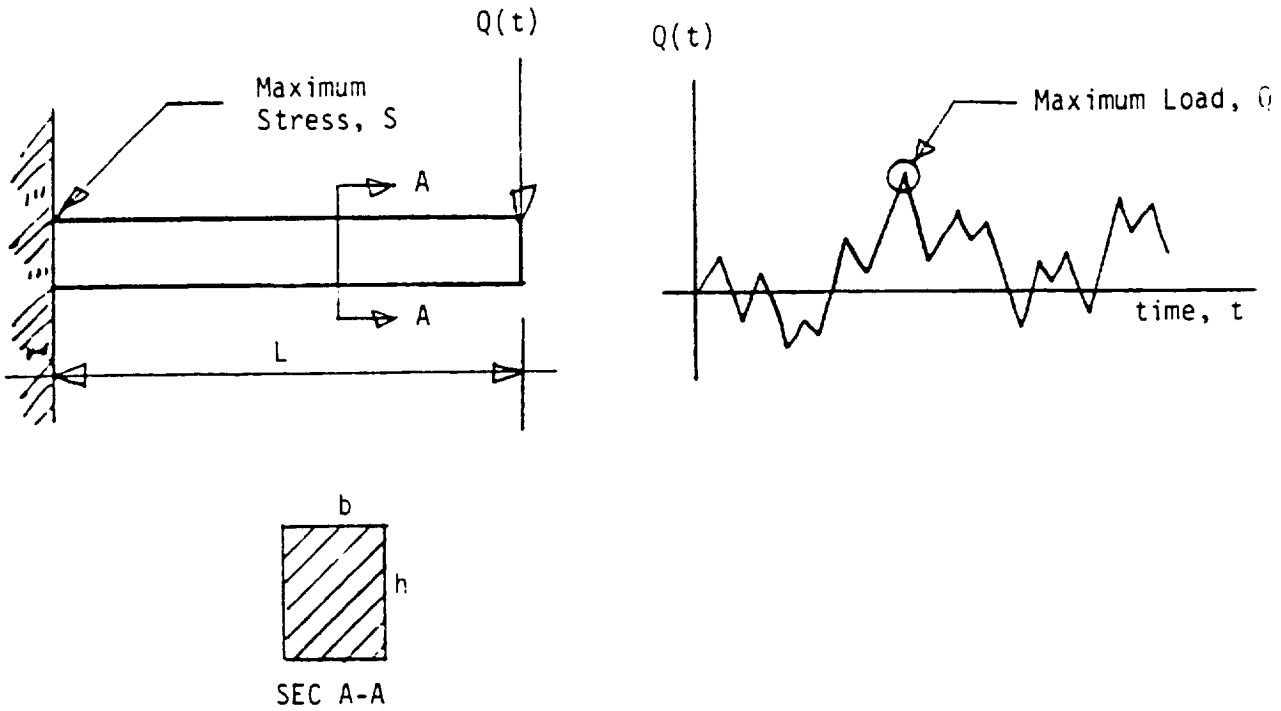 Q(t)
Maximum
Stress, S
A
A
L
b
h
SEC A-A
Q(t)
Maximum Load, Q
time, t